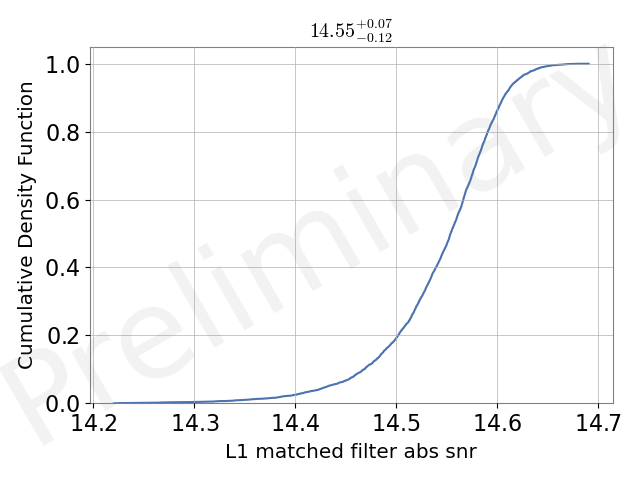 14.55^{+0.07}_{-0.12}
Cumulative Density Function
1.0
0.8
0.6
0.4
0.2
0.0
14.2 14.3 14.4 14.5 14.6 14.7
L1 matched filter abs snr
Preliminary